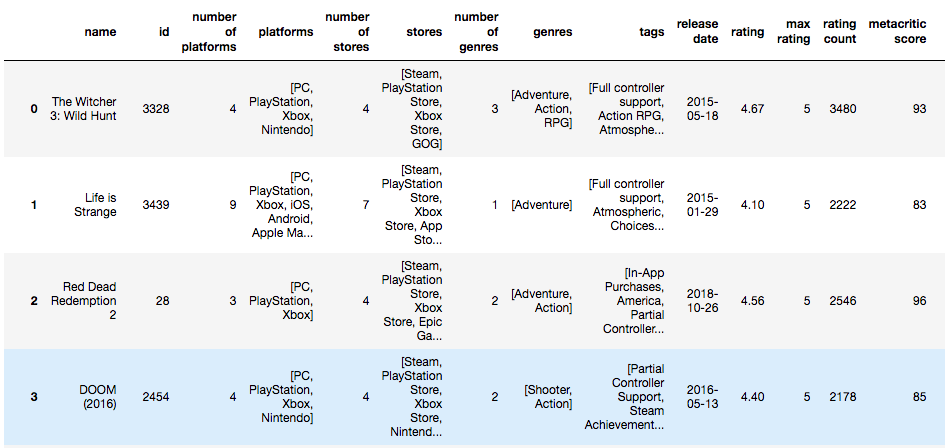 name id number of platforms platforms number of stores stores number of genres genres tags release date rating max rating rating count metacritic score
0 The Witcher 3: Wild Hunt 3328 4 [PC, PlayStation, Xbox, Nintendo] 4 [Steam, PlayStation Store, Xbox Store, GOG] 3 [Adventure, Action, RPG] [Full controller support, Action RPG, Atmosphe... 2015-05-18 4.67 5 3480 93
1 Life is Strange 3439 9 [PC, PlayStation, Xbox, iOS, Android, Apple Ma... 7 [Steam, PlayStation Store, Xbox Store, App Sto... 1 [Adventure] [Full controller support, Atmospheric, Choices... 2015-01-29 4.10 5 2222 83
2 Red Dead Redemption 2 28 3 [PC, PlayStation, Xbox] 4 [Steam, PlayStation Store, Xbox Store, Epic Ga... 2 [Adventure, Action] [In-App Purchases, America, Partial Controller... 2018-10-26 4.56 5 2546 96
3 DOOM (2016) 2454 4 [PC, PlayStation, Xbox, Nintendo] 4 [Steam, PlayStation Store, Xbox Store, Nintend... 2 [Shooter, Action] [Partial Controller Support, Steam Achievement... 2016-05-13 4.40 5 2178 85